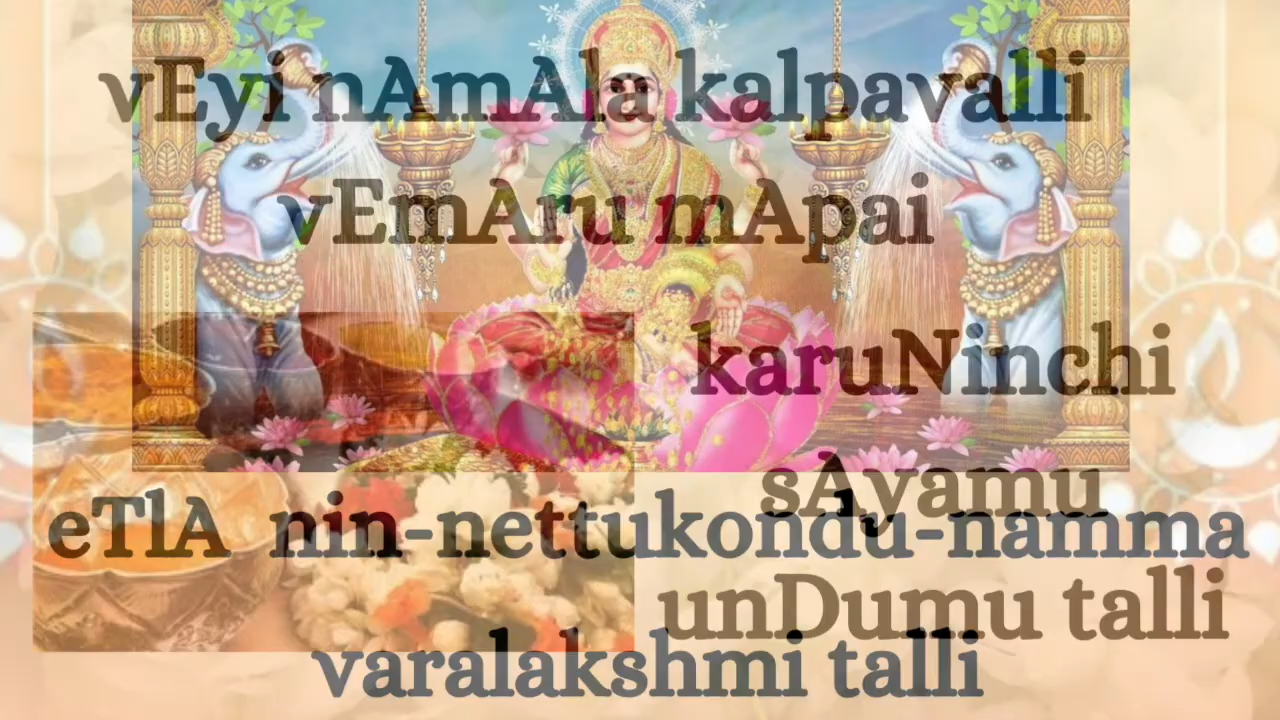 vEyi nAmAla kalpavalli
vEmAru mApai
karuNinchi
sAyamu
eTlA nin-nettukondu-namma
unDumu talli
varalakshmi talli